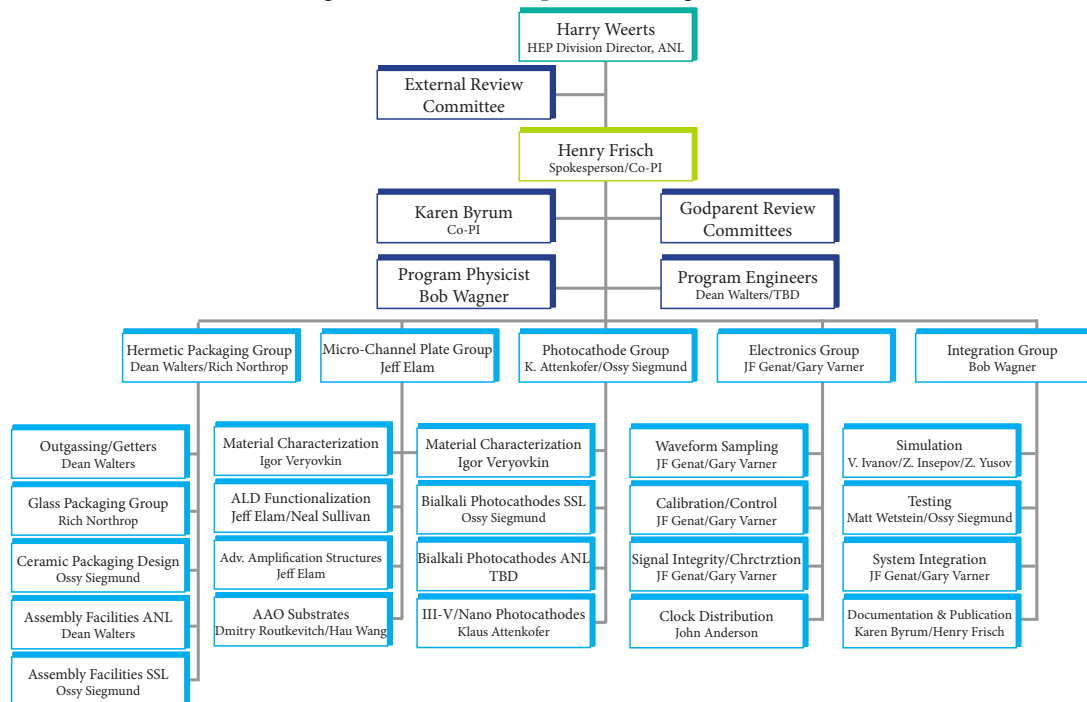 Harry Weerts
HEP Division Director, ANL
External Review
Committee
Henry Frisch
Spokesperson/Co-PI
Karen Byrum
Co-PI
Godparent Review
Committees
Program Physicist
Bob Wagner
Program Engineers
Dean Walters/TBD
Hermetic Packaging Group
Dean Walters/Rich Northrop
Micro-Channel Plate Group
Jeff Elam
Photocathode Group
K. Attenkofer/Ossy Siegmund
Electronics Group
JF Genat/Gary Varner
Integration Group
Bob Wagner
Outgassing/Getters
Dean Walters
Glass Packaging Group
Rich Northrop
Ceramic Packaging Design
Ossy Siegmund
Assembly Facilities ANL
Dean Walters
Assembly Facilities SSL
Ossy Siegmund
Material Characterization
Igor Veryovkin
ALD Functionalization
Jeff Elam/Neal Sullivan
Adv. Amplification Structures
Jeff Elam
AAO Substrates
Dmitry Routkevitch/Hau Wang
Material Characterization
Igor Veryovkin
Bialkali Photocathodes SSL
Ossy Siegmund
Bialkali Photocathodes ANL
TBD
III-V/Nano Photocathodes
Klaus Attenkofer
Waveform Sampling
JF Genat/Gary Varner
Calibration/Control
JF Genat/Gary Varner
Signal Integrity/Chrctrztion
JF Genat/Gary Varner
Clock Distribution
John Anderson
Simulation
V. Ivanov/Z. Insepov/Z. Yusov
Testing
Matt Wetstein/Ossy Siegmund
System Integration
JF Genat/Gary Varner
Documentation & Publication
Karen Byrum/Henry Frisch